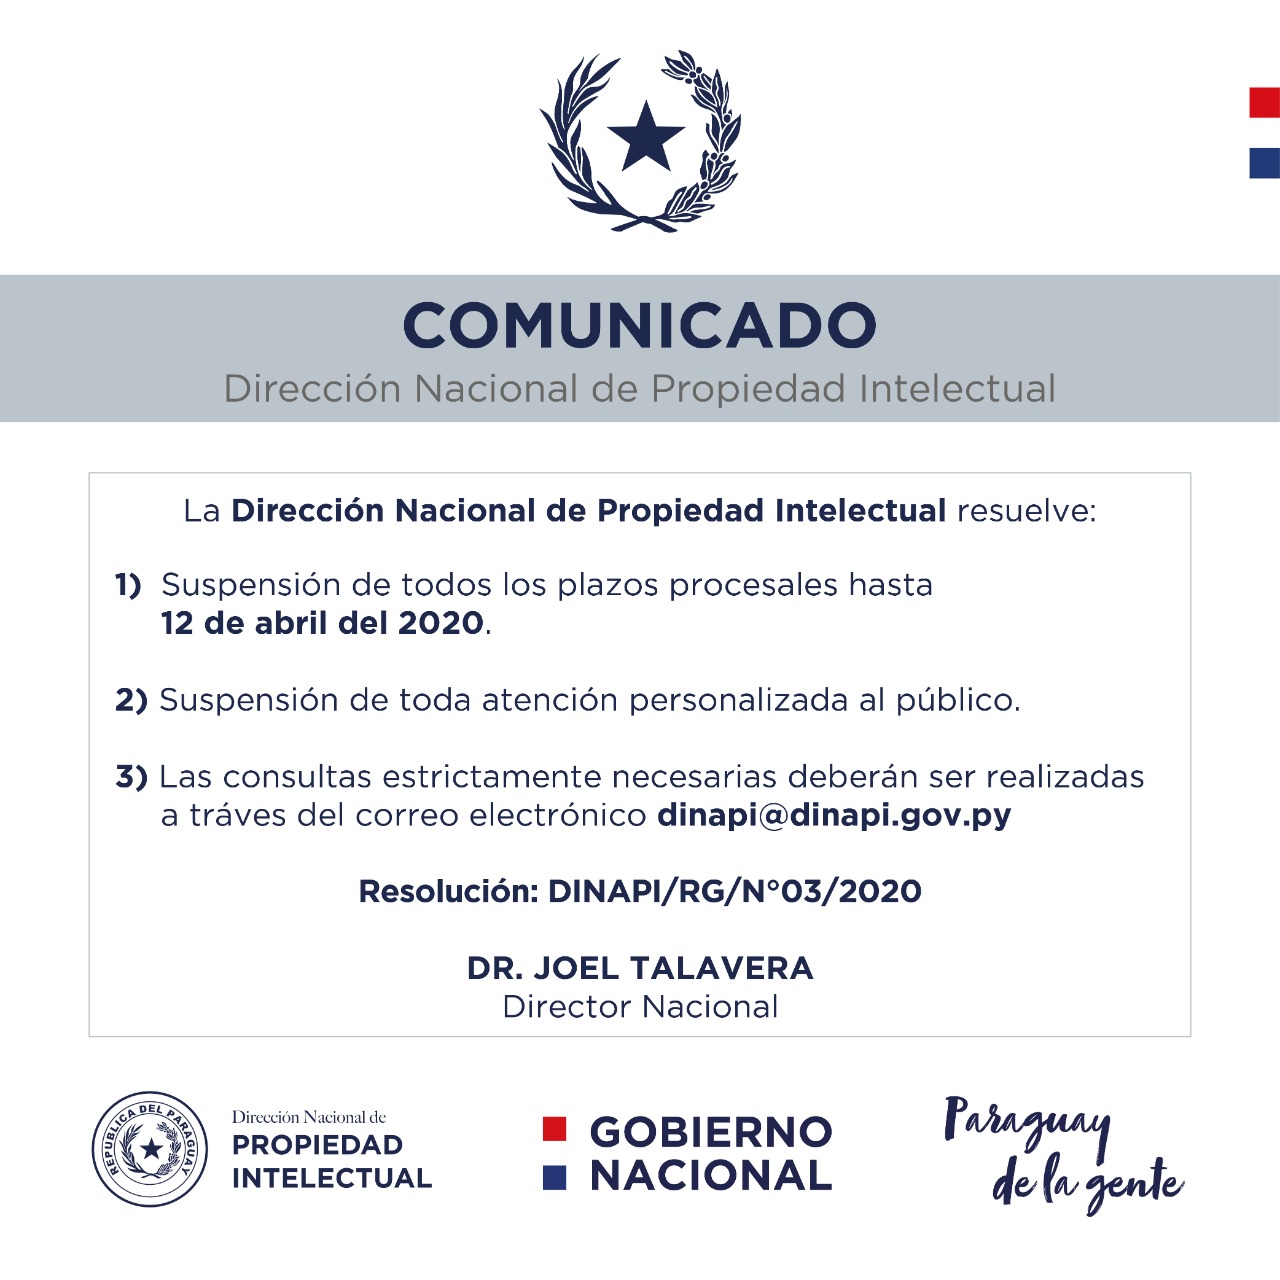 COMUNICADO
Dirección Nacional de Propiedad Intelectual
La Dirección Nacional de Propiedad Intelectual resuelve:
1) Suspensión de todos los plazos procesales hasta
12 de abril del 2020.
2) Suspensión de toda atención personalizada al público.
3) Las consultas estrictamente necesarias deberán ser realizadas
a tráves del correo electrónico dinapi@dinapi.gov.py
Resolución: DINAPI/RG/N°03/2020
DR. JOEL TALAVERA
Director Nacional
REPUBLICA DEL PARAGUAY
Dirección Nacional de
PROPIEDAD
INTELECTUAL
GOBIERNO
NACIONAL
Paraguay
de la gente